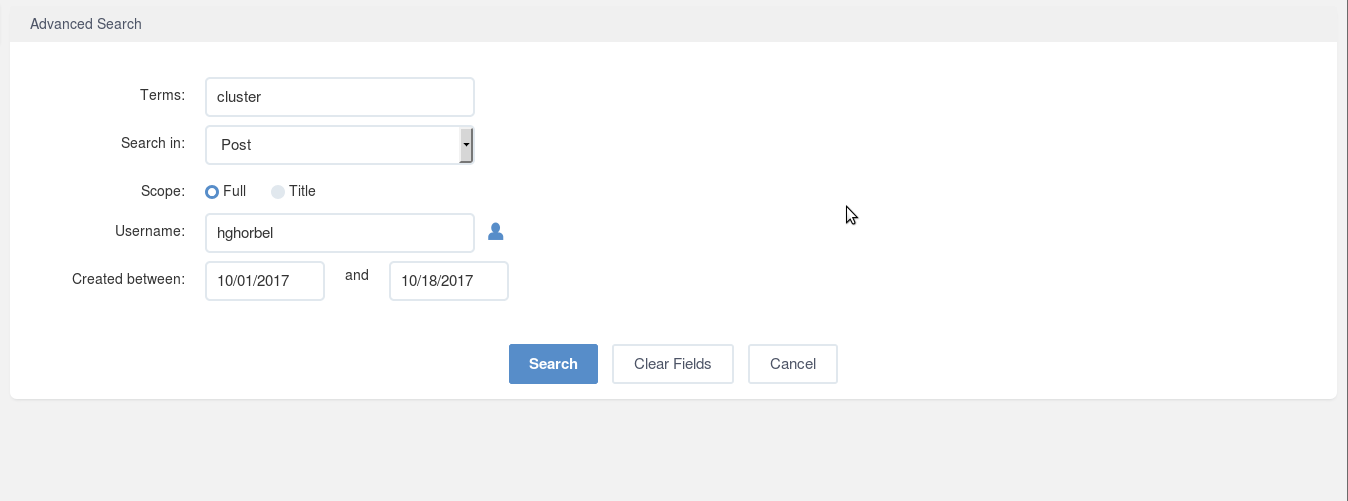 Advanced Search
Terms: cluster
Search in: Post
Scope: Full Title
Username: hghorbel
Created between: 10/01/2017 and 10/18/2017
Search Clear Fields Cancel